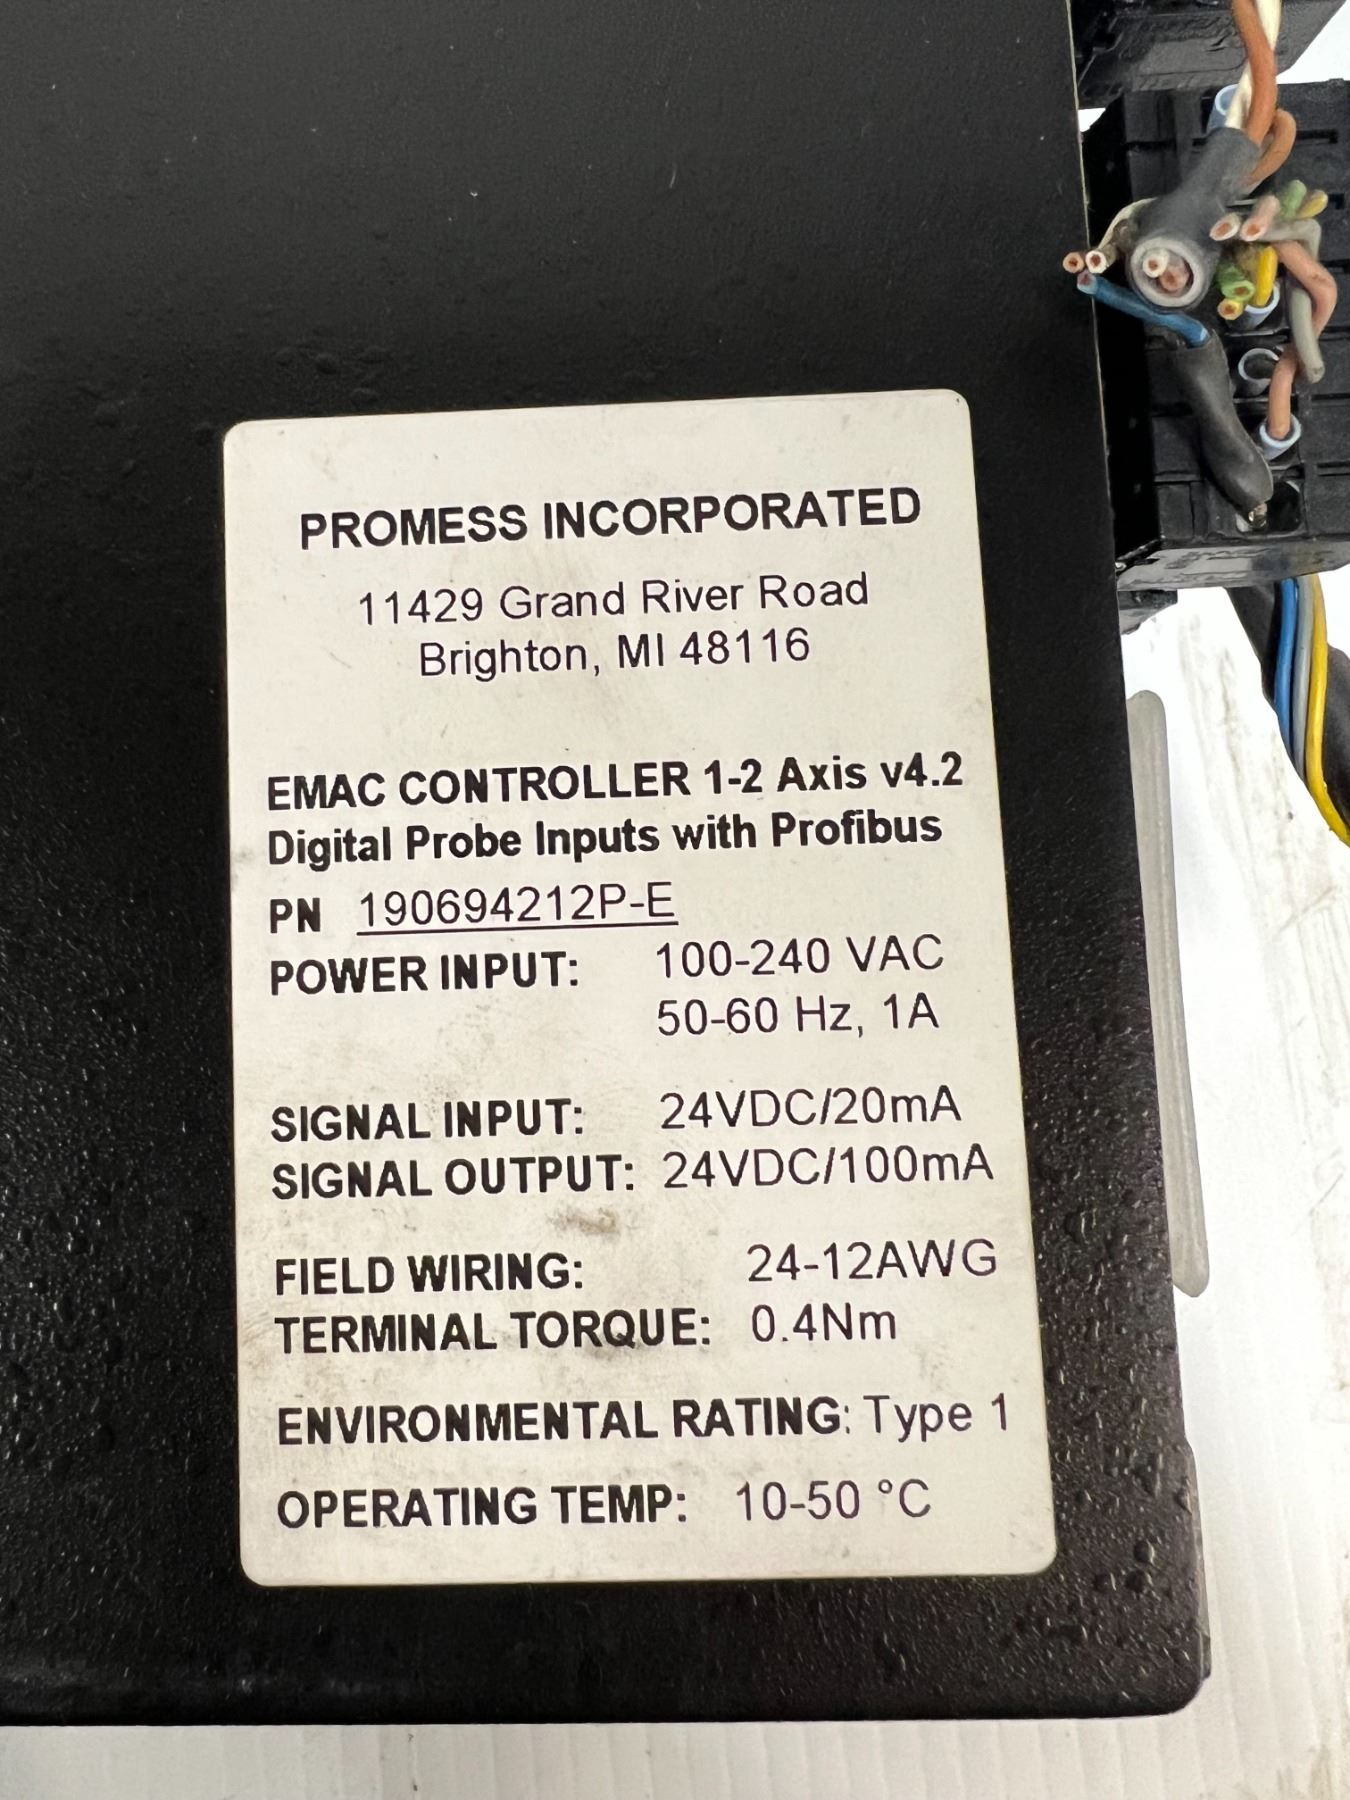 PROMESS INCORPORATED
11429 Grand River Road
Brighton, MI 48116
EMAC CONTROLLER 1-2 Axis v4.2
Digital Probe Inputs with Profibus
PN 190694212P-E
POWER INPUT: 100-240 VAC
50-60 Hz, 1A
SIGNAL INPUT: 24VDC/20mA
SIGNAL OUTPUT: 24VDC/100mA
FIELD WIRING: 24-12AWG
TERMINAL TORQUE: 0.4Nm
ENVIRONMENTAL RATING: Type 1
OPERATING TEMP: 10-50 °C